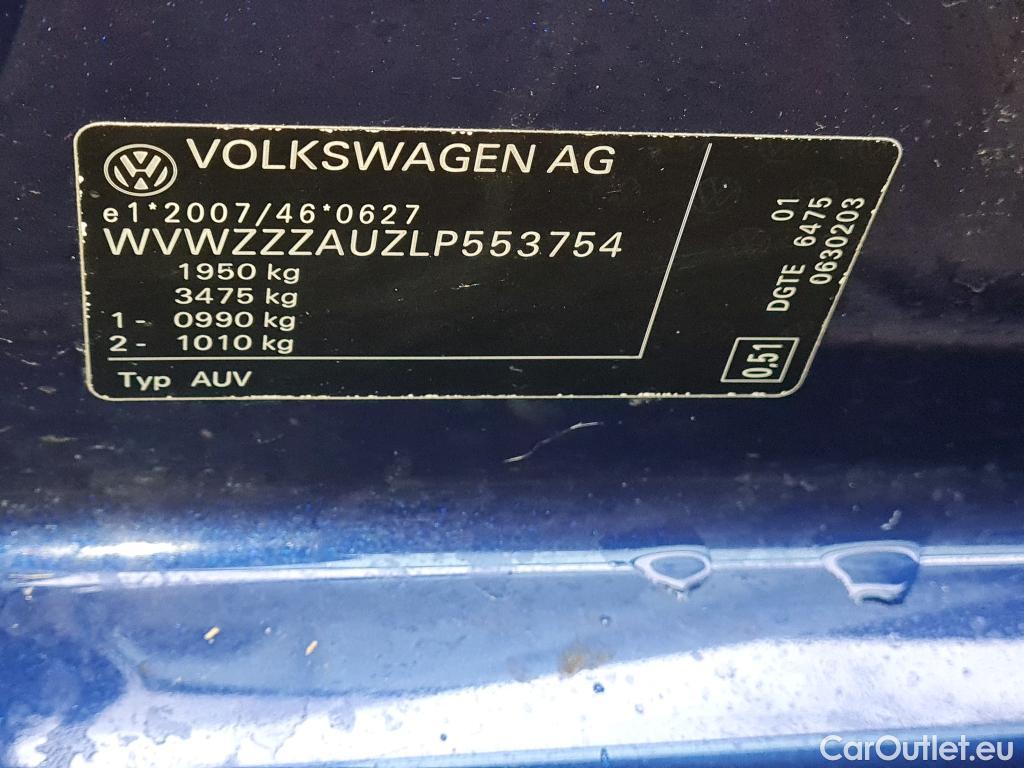 VOLKSWAGEN AG
e1*2007/46*0627
WVWZZZAUZLP553754
1950 kg
3475 kg
1- 0990 kg
2- 1010 kg
Typ AUV
01
DGTE 6475
0630203
0,51
CarOutlet.eu